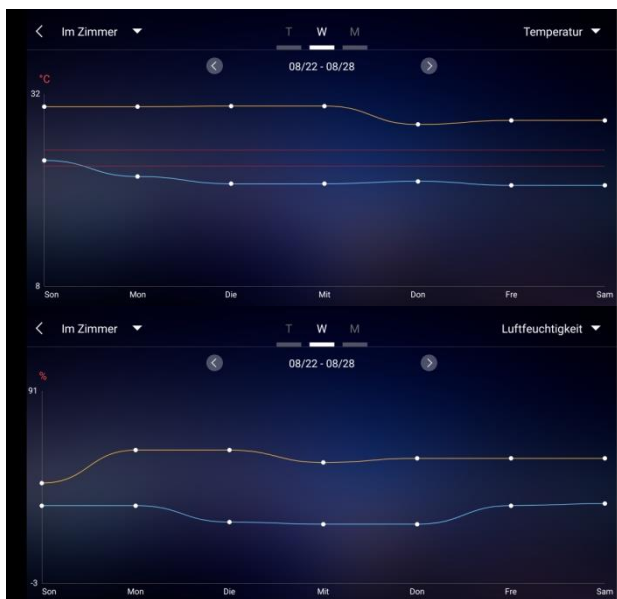 Im Zimmer T W M Temperatur
08/22 - 08/28
°C
32
8
Son Mon Die Mit Don Fre Sam
Im Zimmer T W M Luftfeuchtigkeit
08/22 - 08/28
%
91
-3
Son Mon Die Mit Don Fre Sam